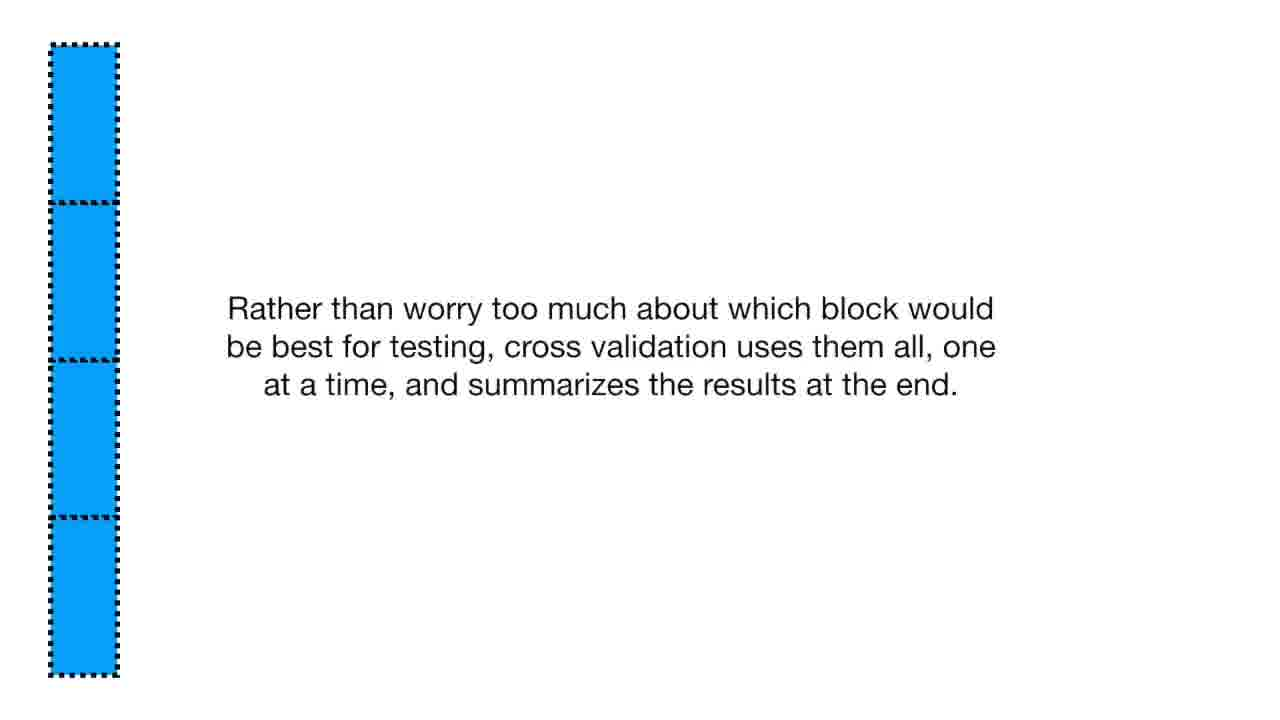 Rather than worry too much about which block would
be best for testing, cross validation uses them all, one
at a time, and summarizes the results at the end.